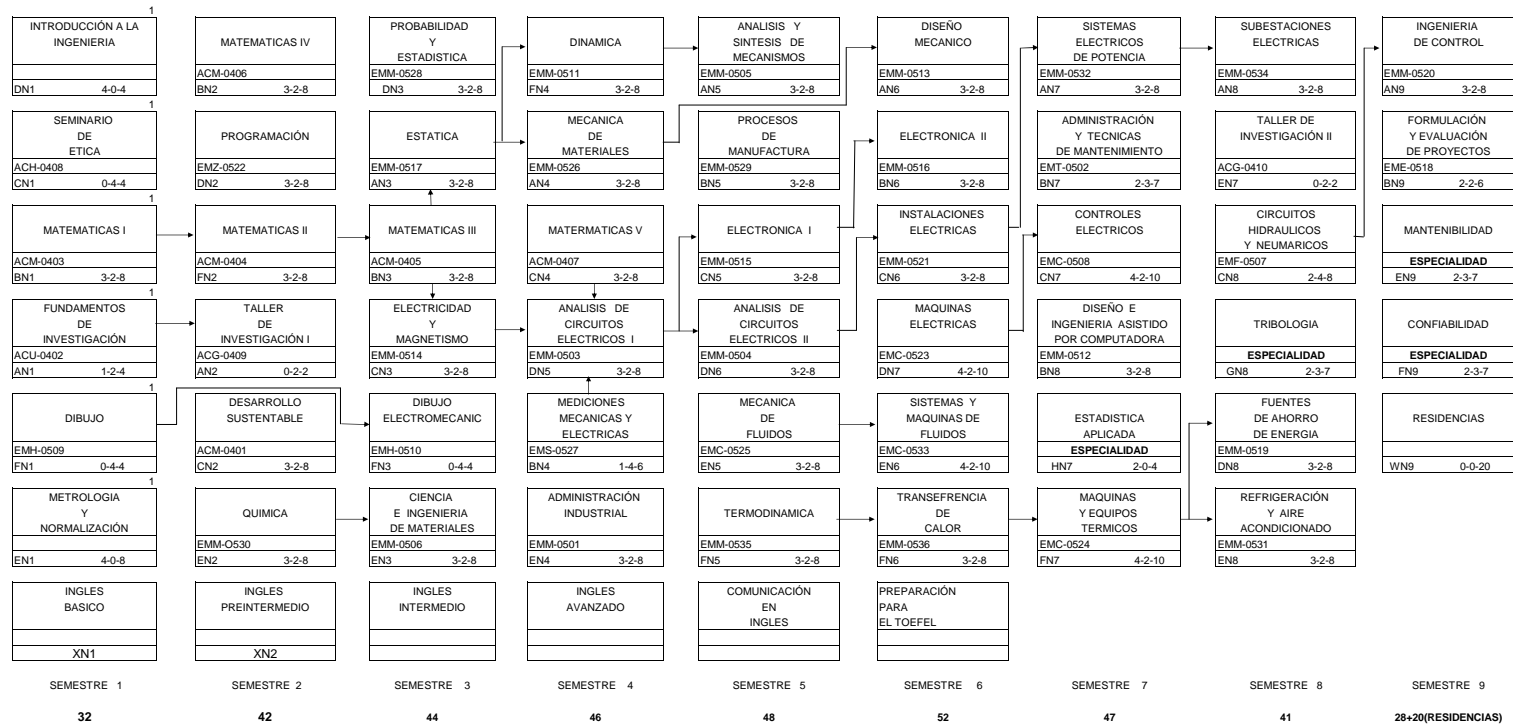 1
INTRODUCCIÓN A LA
INGENIERIA
DN1 4-0-4
MATEMATICAS IV
ACM-0406
BN2 3-2-8
PROBABILIDAD
Y
ESTADISTICA
EMM-0528
DN3 3-2-8
DINAMICA
EMM-0511
FN4 3-2-8
ANALISIS Y
SINTESIS DE
MECANISMOS
EMM-0505
AN5 3-2-8
DISEÑO
MECANICO
EMM-0513
AN6 3-2-8
SISTEMAS
ELECTRICOS
DE POTENCIA
EMM-0532
AN7 3-2-8
SUBESTACIONES
ELECTRICAS
EMM-0534
AN8 3-2-8
INGENIERIA
DE CONTROL
EMM-0520
AN9 3-2-8
1
SEMINARIO
DE
ETICA
ACH-0408
CN1 0-4-4
PROGRAMACIÓN
EMZ-0522
DN2 3-2-8
ESTATICA
EMM-0517
AN3 3-2-8
MECANICA
DE
MATERIALES
EMM-0526
AN4 3-2-8
PROCESOS
DE
MANUFACTURA
EMM-0529
BN5 3-2-8
ELECTRONICA II
EMM-0516
BN6 3-2-8
ADMINISTRACIÓN
Y TECNICAS
DE MANTENIMIENTO
EMT-0502
BN7 2-3-7
TALLER DE
INVESTIGACIÓN II
ACG-0410
EN7 0-2-2
FORMULACIÓN
Y EVALUACIÓN
DE PROYECTOS
EME-0518
BN9 2-2-6
1
MATEMATICAS I
ACM-0403
BN1 3-2-8
MATEMATICAS II
ACM-0404
FN2 3-2-8
MATEMATICAS III
ACM-0405
BN3 3-2-8
MATERMATICAS V
ACM-0407
CN4 3-2-8
ELECTRONICA I
EMM-0515
CN5 3-2-8
INSTALACIONES
ELECTRICAS
EMM-0521
CN6 3-2-8
CONTROLES
ELECTRICOS
EMC-0508
CN7 4-2-10
CIRCUITOS
HIDRAULICOS
Y NEUMARICOS
EMF-0507
CN8 2-4-8
MANTENIBILIDAD
ESPECIALIDAD
EN9 2-3-7
1
FUNDAMENTOS
DE
INVESTIGACIÓN
ACU-0402
AN1 1-2-4
TALLER
DE
INVESTIGACIÓN I
ACG-0409
AN2 0-2-2
ELECTRICIDAD
Y
MAGNETISMO
EMM-0514
CN3 3-2-8
ANALISIS DE
CIRCUITOS
ELECTRICOS I
EMM-0503
DN5 3-2-8
ANALISIS DE
CIRCUITOS
ELECTRICOS II
EMM-0504
DN6 3-2-8
MAQUINAS
ELECTRICAS
EMC-0523
DN7 4-2-10
DISEÑO E
INGENIERIA ASISTIDO
POR COMPUTADORA
EMM-0512
BN8 3-2-8
TRIBOLOGIA
ESPECIALIDAD
GN8 2-3-7
CONFIABILIDAD
ESPECIALIDAD
FN9 2-3-7
1
DIBUJO
EMH-0509
FN1 0-4-4
DESARROLLO
SUSTENTABLE
ACM-0401
CN2 3-2-8
DIBUJO
ELECTROMECANIC
EMH-0510
FN3 0-4-4
MEDICIONES
MECANICAS Y
ELECTRICAS
EMS-0527
BN4 1-4-6
MECANICA
DE
FLUIDOS
EMC-0525
EN5 3-2-8
SISTEMAS Y
MAQUINAS DE
FLUIDOS
EMC-0533
EN6 4-2-10
ESTADISTICA
APLICADA
ESPECIALIDAD
HN7 2-0-4
FUENTES
DE AHORRO
DE ENERGIA
EMM-0519
DN8 3-2-8
RESIDENCIAS
WN9 0-0-20
1
METROLOGIA
Y
NORMALIZACIÓN
EN1 4-0-8
QUIMICA
EMM-O530
EN2 3-2-8
CIENCIA
E INGENIERIA
DE MATERIALES
EMM-0506
EN3 3-2-8
ADMINISTRACIÓN
INDUSTRIAL
EMM-0501
EN4 3-2-8
TERMODINAMICA
EMM-0535
FN5 3-2-8
TRANSEFRENCIA
DE
CALOR
EMM-0536
FN6 3-2-8
MAQUINAS
Y EQUIPOS
TERMICOS
EMC-0524
FN7 4-2-10
REFRIGERACIÓN
Y AIRE
ACONDICIONADO
EMM-0531
EN8 3-2-8
INGLES
BASICO
XN1
INGLES
PREINTERMEDIO
XN2
INGLES
INTERMEDIO
INGLES
AVANZADO
COMUNICACIÓN
EN
INGLES
PREPARACIÓN
PARA
EL TOEFEL
SEMESTRE 1 SEMESTRE 2 SEMESTRE 3 SEMESTRE 4 SEMESTRE 5 SEMESTRE 6 SEMESTRE 7 SEMESTRE 8 SEMESTRE 9
32 42 44 46 48 52 47 41 28+20(RESIDENCIAS)